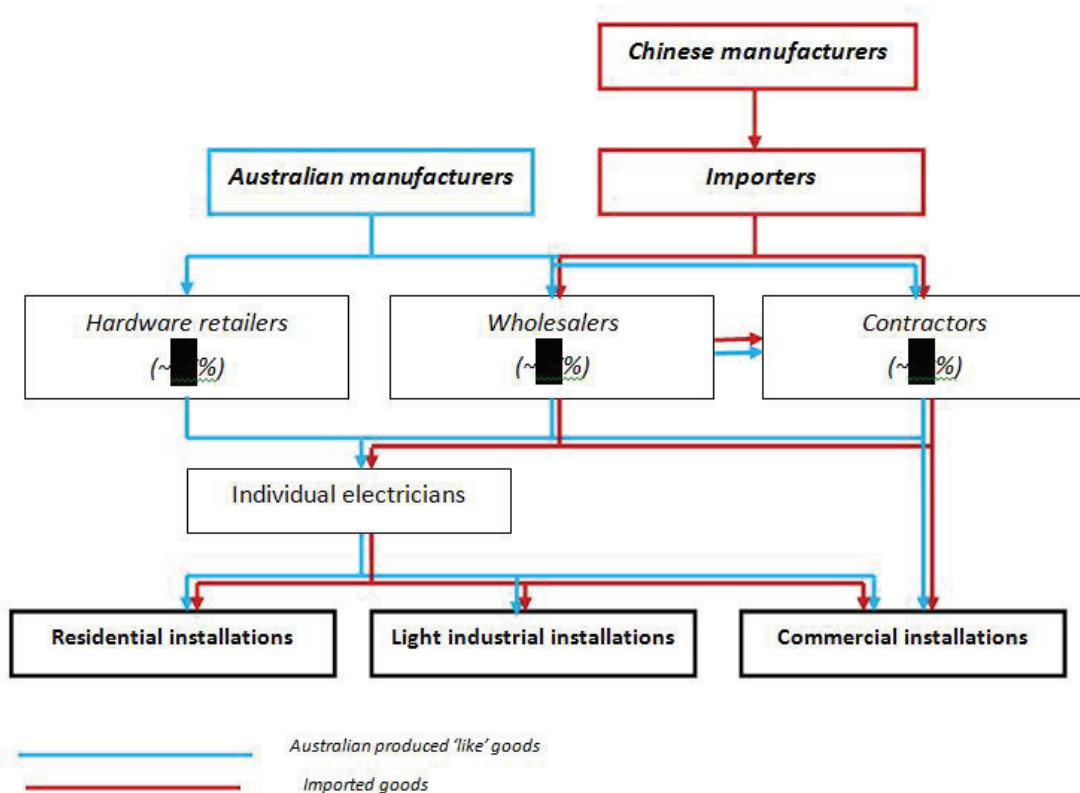 Chinese manufacturers
Australian manufacturers
Importers
Hardware retailers
(~%)
Wholesalers
(~%)
Contractors
(~%)
Individual electricians
Residential installations
Light industrial installations
Commercial installations
Australian produced ‘like’ goods
Imported goods